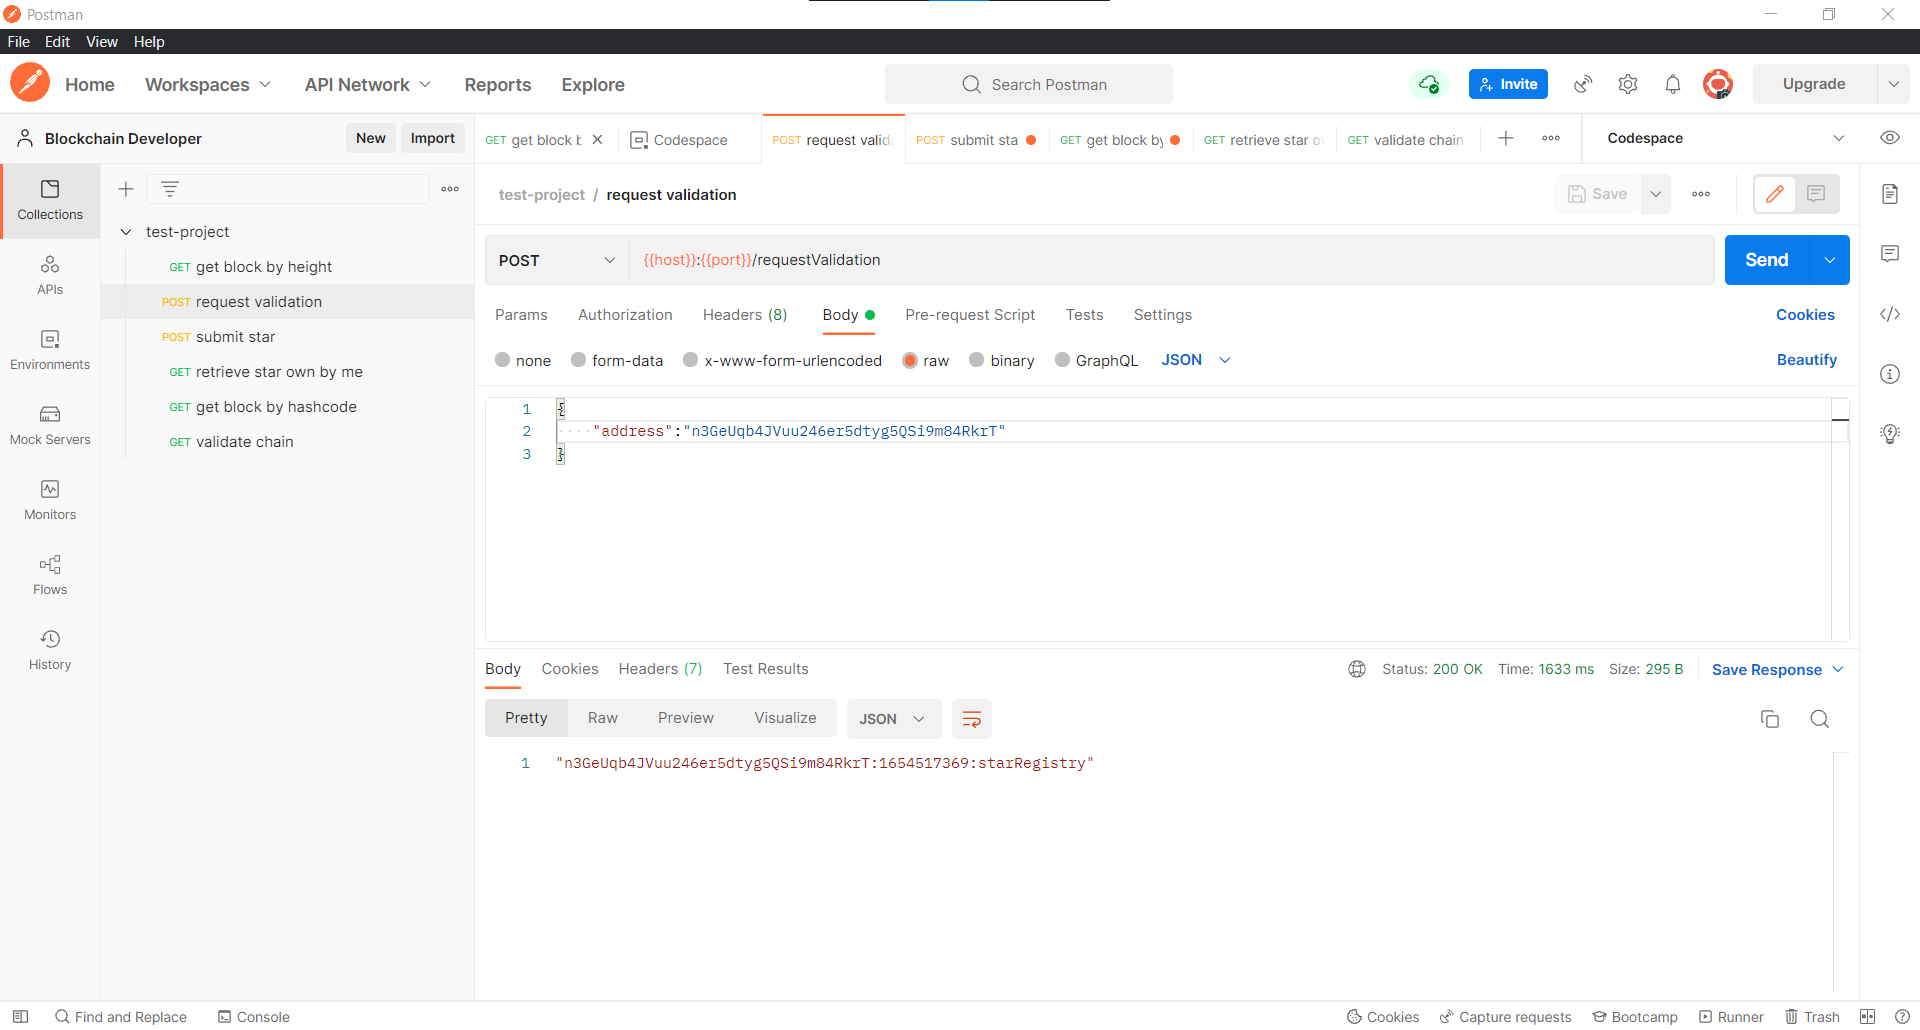 Postman
File Edit View Help
Home Workspaces API Network Reports Explore Search Postman Invite Upgrade
Blockchain Developer New Import
GET get block b Codespace POST request valid POST submit sta GET get block by GET retrieve star ow GET validate chain Codespace
Collections
APIs
Environments
Mock Servers
Monitors
Flows
History
test-project
GET get block by height
POST request validation
POST submit star
GET retrieve star own by me
GET get block by hashcode
GET validate chain
test-project / request validation Save
POST {{host}}:{{port}}/requestValidation Send
Params Authorization Headers (8) Body Pre-request Script Tests Settings Cookies
none form-data x-www-form-urlencoded raw binary GraphQL JSON Beautify
1 {
2 "address":"n3GeUqb4JVuu246er5dtyg5QSi9m84RkrT"
3 }
Body Cookies Headers (7) Test Results Status: 200 OK Time: 1633 ms Size: 295 B Save Response
Pretty Raw Preview Visualize JSON
1 "n3GeUqb4JVuu246er5dtyg5QSi9m84RkrT:1654517369:starRegistry"
Find and Replace Console Cookies Capture requests Bootcamp Runner Trash